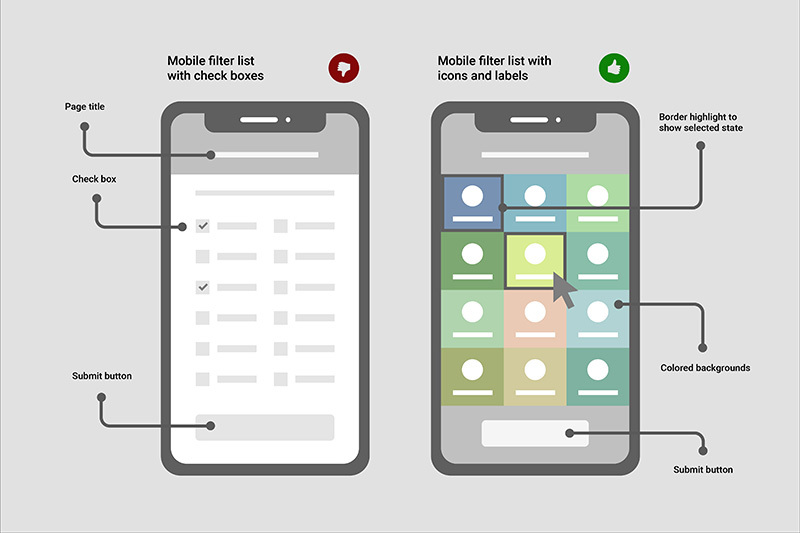 Mobile filter list
with check boxes
Page title
Check box
Submit button
Mobile filter list with
icons and labels
Border highlight to
show selected state
Colored backgrounds
Submit button